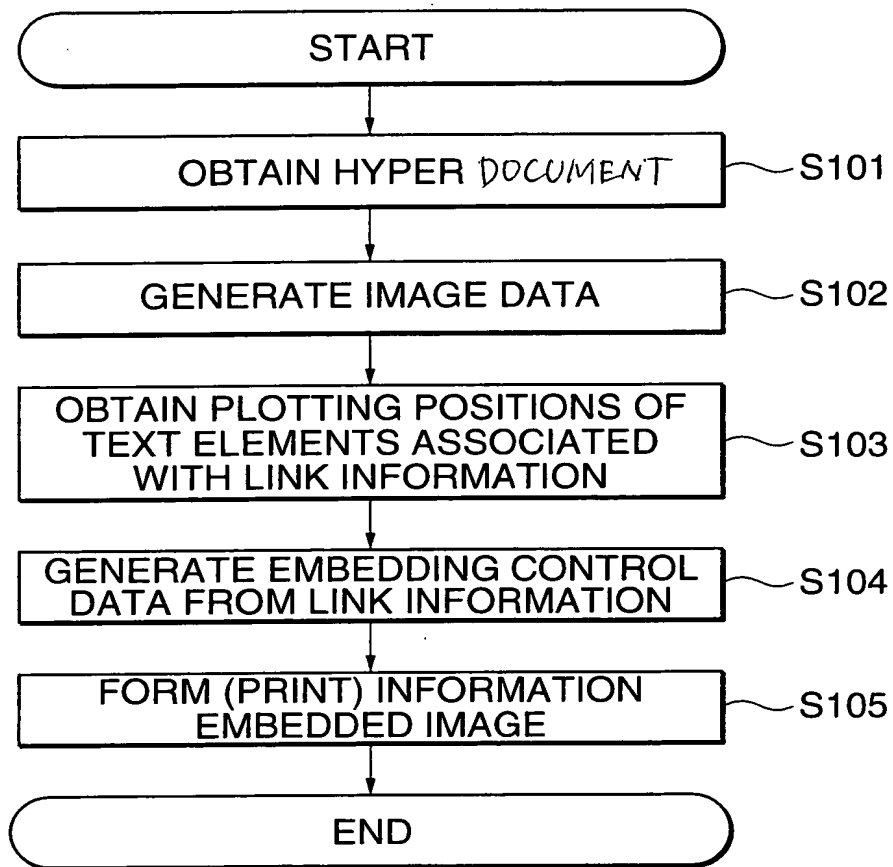 START
OBTAIN HYPER DOCUMENT
S101
GENERATE IMAGE DATA
S102
OBTAIN PLOTTING POSITIONS OF
TEXT ELEMENTS ASSOCIATED
WITH LINK INFORMATION
S103
GENERATE EMBEDDING CONTROL
DATA FROM LINK INFORMATION
S104
FORM (PRINT) INFORMATION
EMBEDDED IMAGE
S105
END